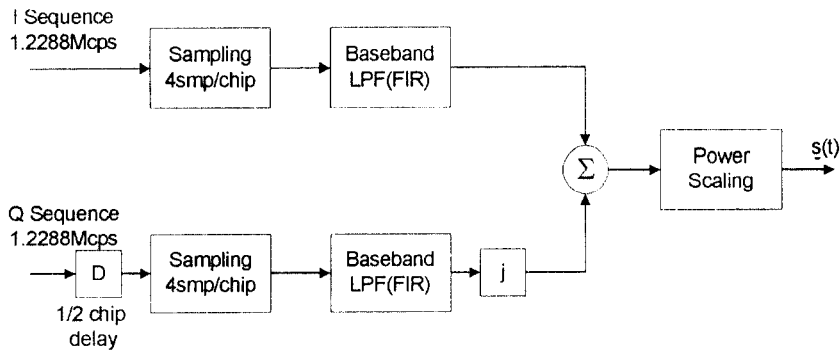 I Sequence
1.2288Mcps
Sampling
4smp/chip
Baseband
LPF(FIR)
Σ
Power
Scaling
s(t)
Q Sequence
1.2288Mcps
D
1/2 chip
delay
Sampling
4smp/chip
Baseband
LPF(FIR)
j